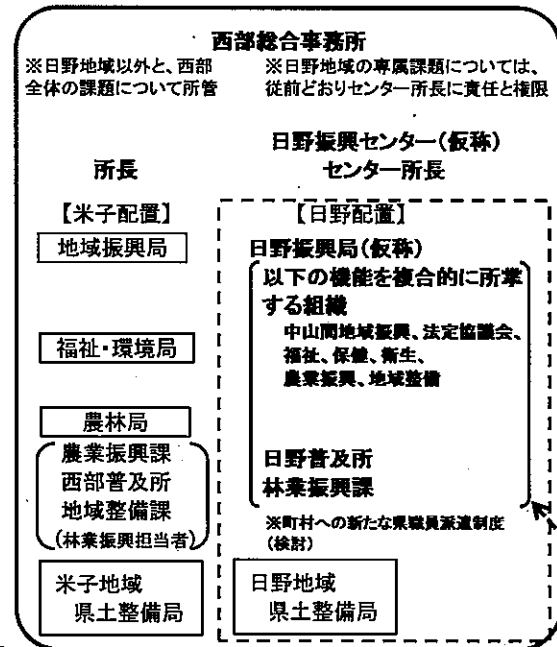 西部総合事務所
※日野地域以外と、西部
全体の課題について所管
※日野地域の専属課題については、
従前どおりセンター所長に責任と権限
所長
日野振興センター(仮称)
センター所長
【米子配置】
地域振興局
福祉・環境局
農林局
農業振興課
西部普及所
地域整備課
(林業振興担当者)
米子地域
県土整備局
【日野配置】
日野振興局(仮称)
以下の機能を複合的に所掌
する組織
中山間地域振興、法定協議会、
福祉、保健、衛生、
農業振興、地域整備
日野普及所
林業振興課
※町村への新たな県職員派遣制度
(検討)
日野地域
県土整備局